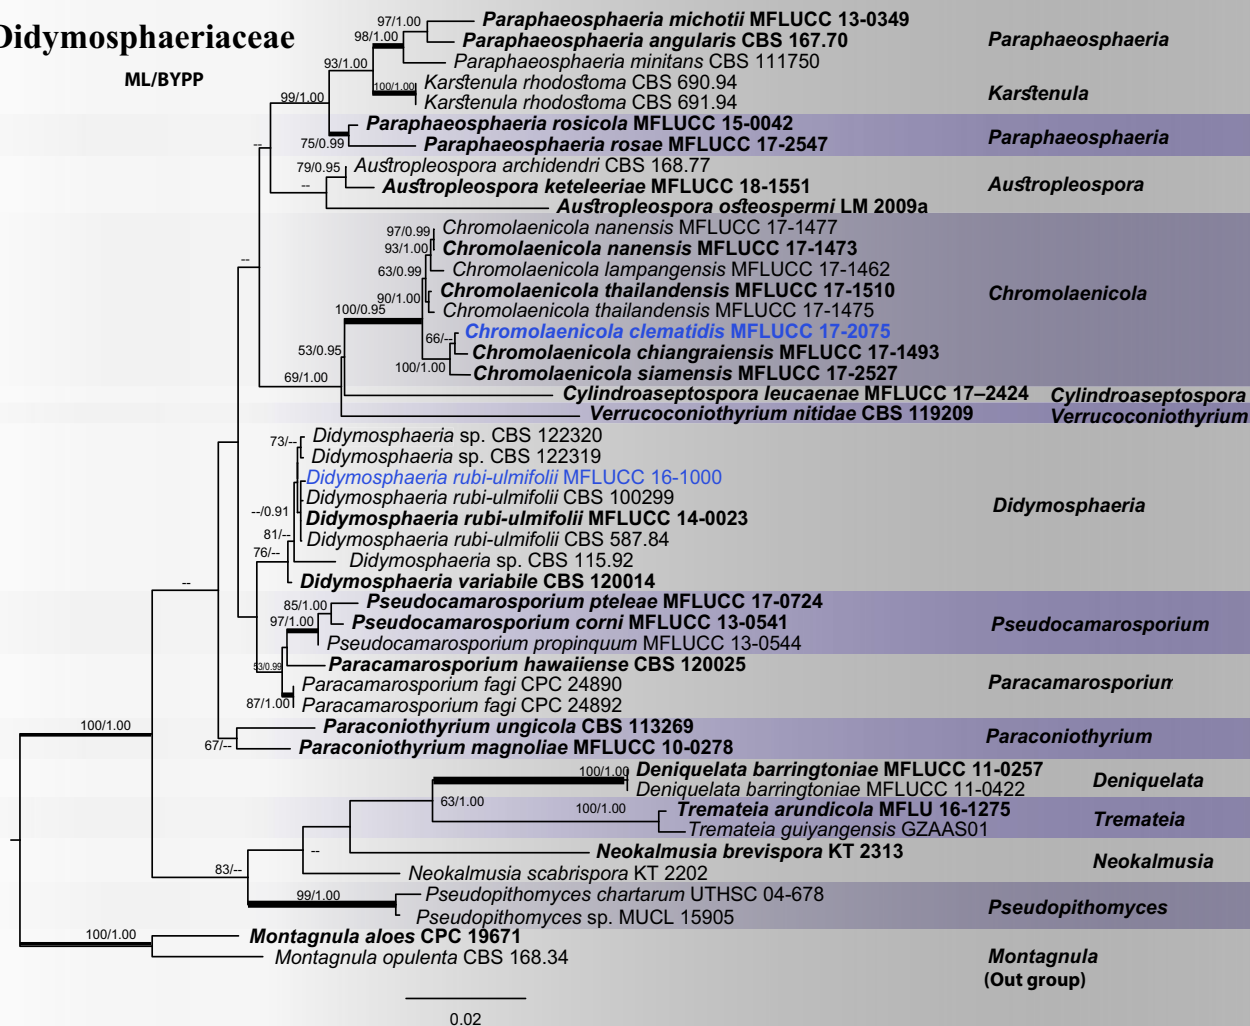 Didymosphaeriaceae
ML/BYPP
97/1.00
Paraphaeosphaeria michotii MFLUCC 13-0349
98/1.00
Paraphaeosphaeria angularis CBS 167.70
Paraphaeosphaeria
93/1.00
Paraphaeosphaeria minitans CBS 111750
100/1.00
Karstenula rhodostoma CBS 690.94
Karstenula
99/1.00
Karstenula rhodostoma CBS 691.94
Paraphaeosphaeria rosicola MFLUCC 15-0042
Paraphaeosphaeria
75/0.99
Paraphaeosphaeria rosae MFLUCC 17-2547
--
79/0.95
Austropleospora archidendri CBS 168.77
--
Austropleospora keteleeriae MFLUCC 18-1551
Austropleospora
Austropleospora osteospermi LM 2009a
97/0.99
Chromolaenicola nanensis MFLUCC 17-1477
93/1.00
Chromolaenicola nanensis MFLUCC 17-1473
--
63/0.99
Chromolaenicola lampangensis MFLUCC 17-1462
90/1.00
Chromolaenicola thailandensis MFLUCC 17-1510
Chromolaenicola
100/0.95
Chromolaenicola thailandensis MFLUCC 17-1475
66/--
Chromolaenicola clematidis MFLUCC 17-2075
53/0.95
Chromolaenicola chiangraiensis MFLUCC 17-1493
100/1.00
Chromolaenicola siamensis MFLUCC 17-2527
69/1.00
Cylindroaseptospora leucaenae MFLUCC 17–2424
Cylindroaseptospora
Verrucoconiothyrium nitidae CBS 119209
Verrucoconiothyrium
73/--
Didymosphaeria sp. CBS 122320
Didymosphaeria sp. CBS 122319
Didymosphaeria rubi-ulmifolii MFLUCC 16-1000
Didymosphaeria rubi-ulmifolii CBS 100299
Didymosphaeria
--/0.91
Didymosphaeria rubi-ulmifolii MFLUCC 14-0023
81/--
Didymosphaeria rubi-ulmifolii CBS 587.84
76/--
Didymosphaeria sp. CBS 115.92
--
Didymosphaeria variabile CBS 120014
85/1.00
Pseudocamarosporium pteleae MFLUCC 17-0724
97/1.00
Pseudocamarosporium corni MFLUCC 13-0541
Pseudocamarosporium
Pseudocamarosporium propinquum MFLUCC 13-0544
53/0.99
Paracamarosporium hawaiiense CBS 120025
Paracamarosporium fagi CPC 24890
Paracamarosporium
87/1.00
Paracamarosporium fagi CPC 24892
100/1.00
Paraconiothyrium ungicola CBS 113269
Paraconiothyrium
67/--
Paraconiothyrium magnoliae MFLUCC 10-0278
100/1.00
Deniquelata barringtoniae MFLUCC 11-0257
Deniquelata
Deniquelata barringtoniae MFLUCC 11-0422
63/1.00
100/1.00
Tremateia arundicola MFLU 16-1275
Tremateia
Tremateia guiyangensis GZAAS01
--
Neokalmusia brevispora KT 2313
Neokalmusia
83/--
Neokalmusia scabrispora KT 2202
99/1.00
Pseudopithomyces chartarum UTHSC 04-678
Pseudopithomyces
Pseudopithomyces sp. MUCL 15905
100/1.00
Montagnula aloes CPC 19671
Montagnula opulenta CBS 168.34
Montagnula
(Out group)
0.02